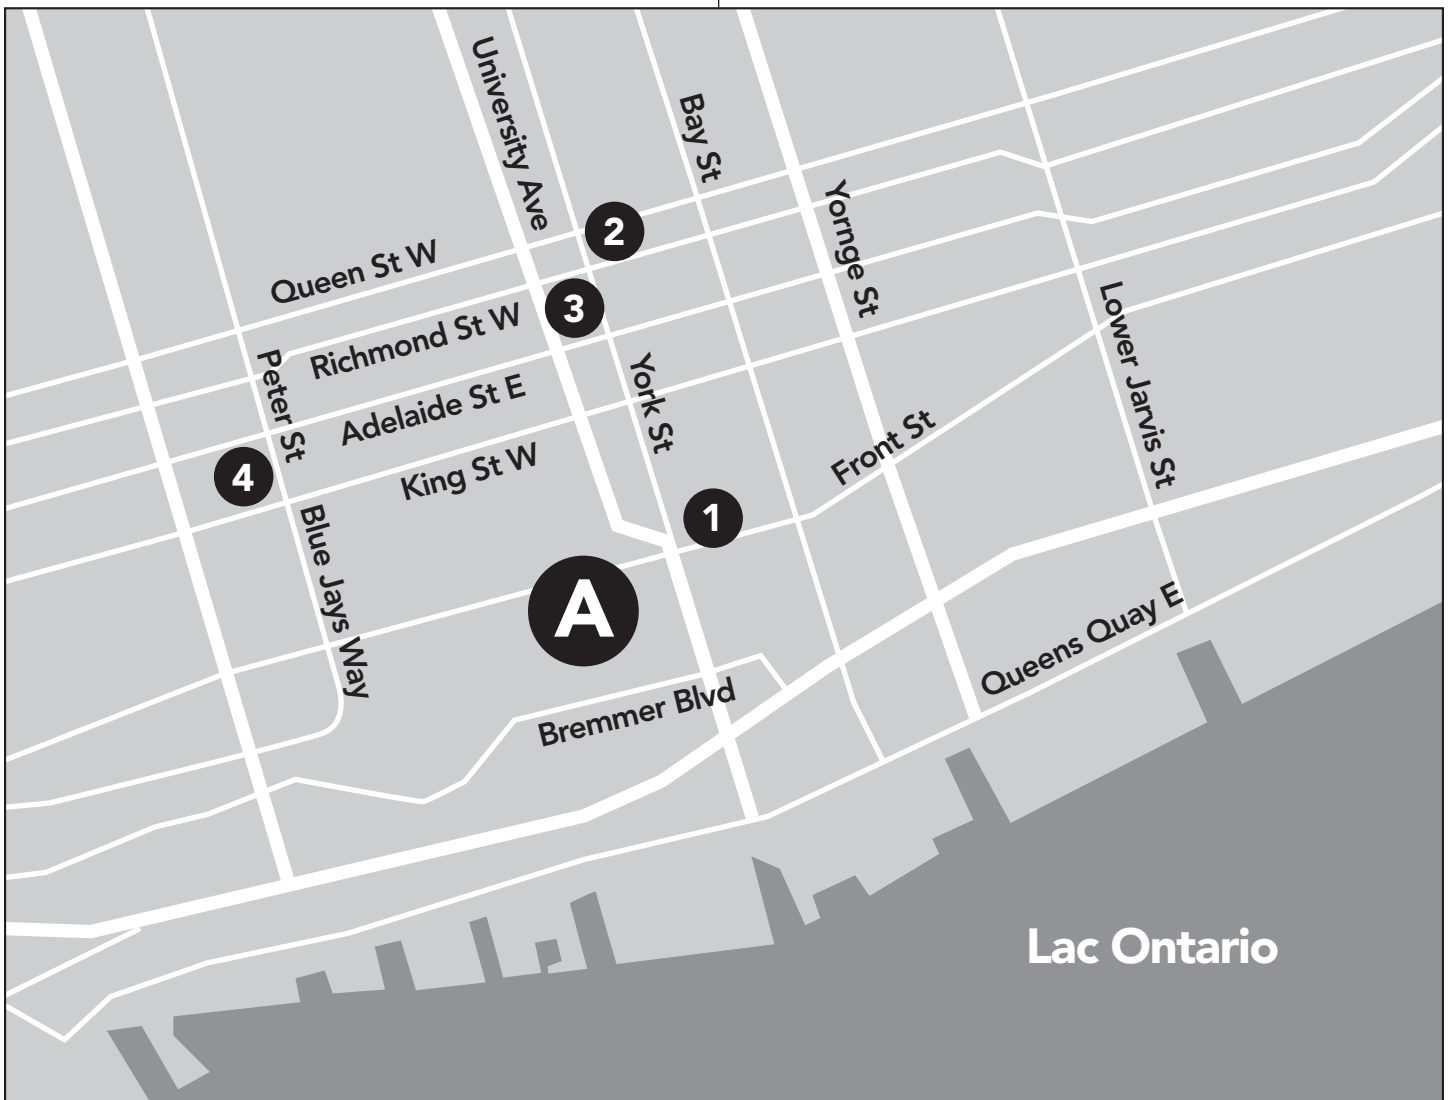 University Ave
Bay St
Yornge St
2
Queen St W
3
Richmond St W
Lower Jarvis St
Peter St
York St
Adelaide St E
Front St
King St W
4
1
Blue Jays Way
A
Queens Quay E
Bremmer Blvd
Lac Ontario